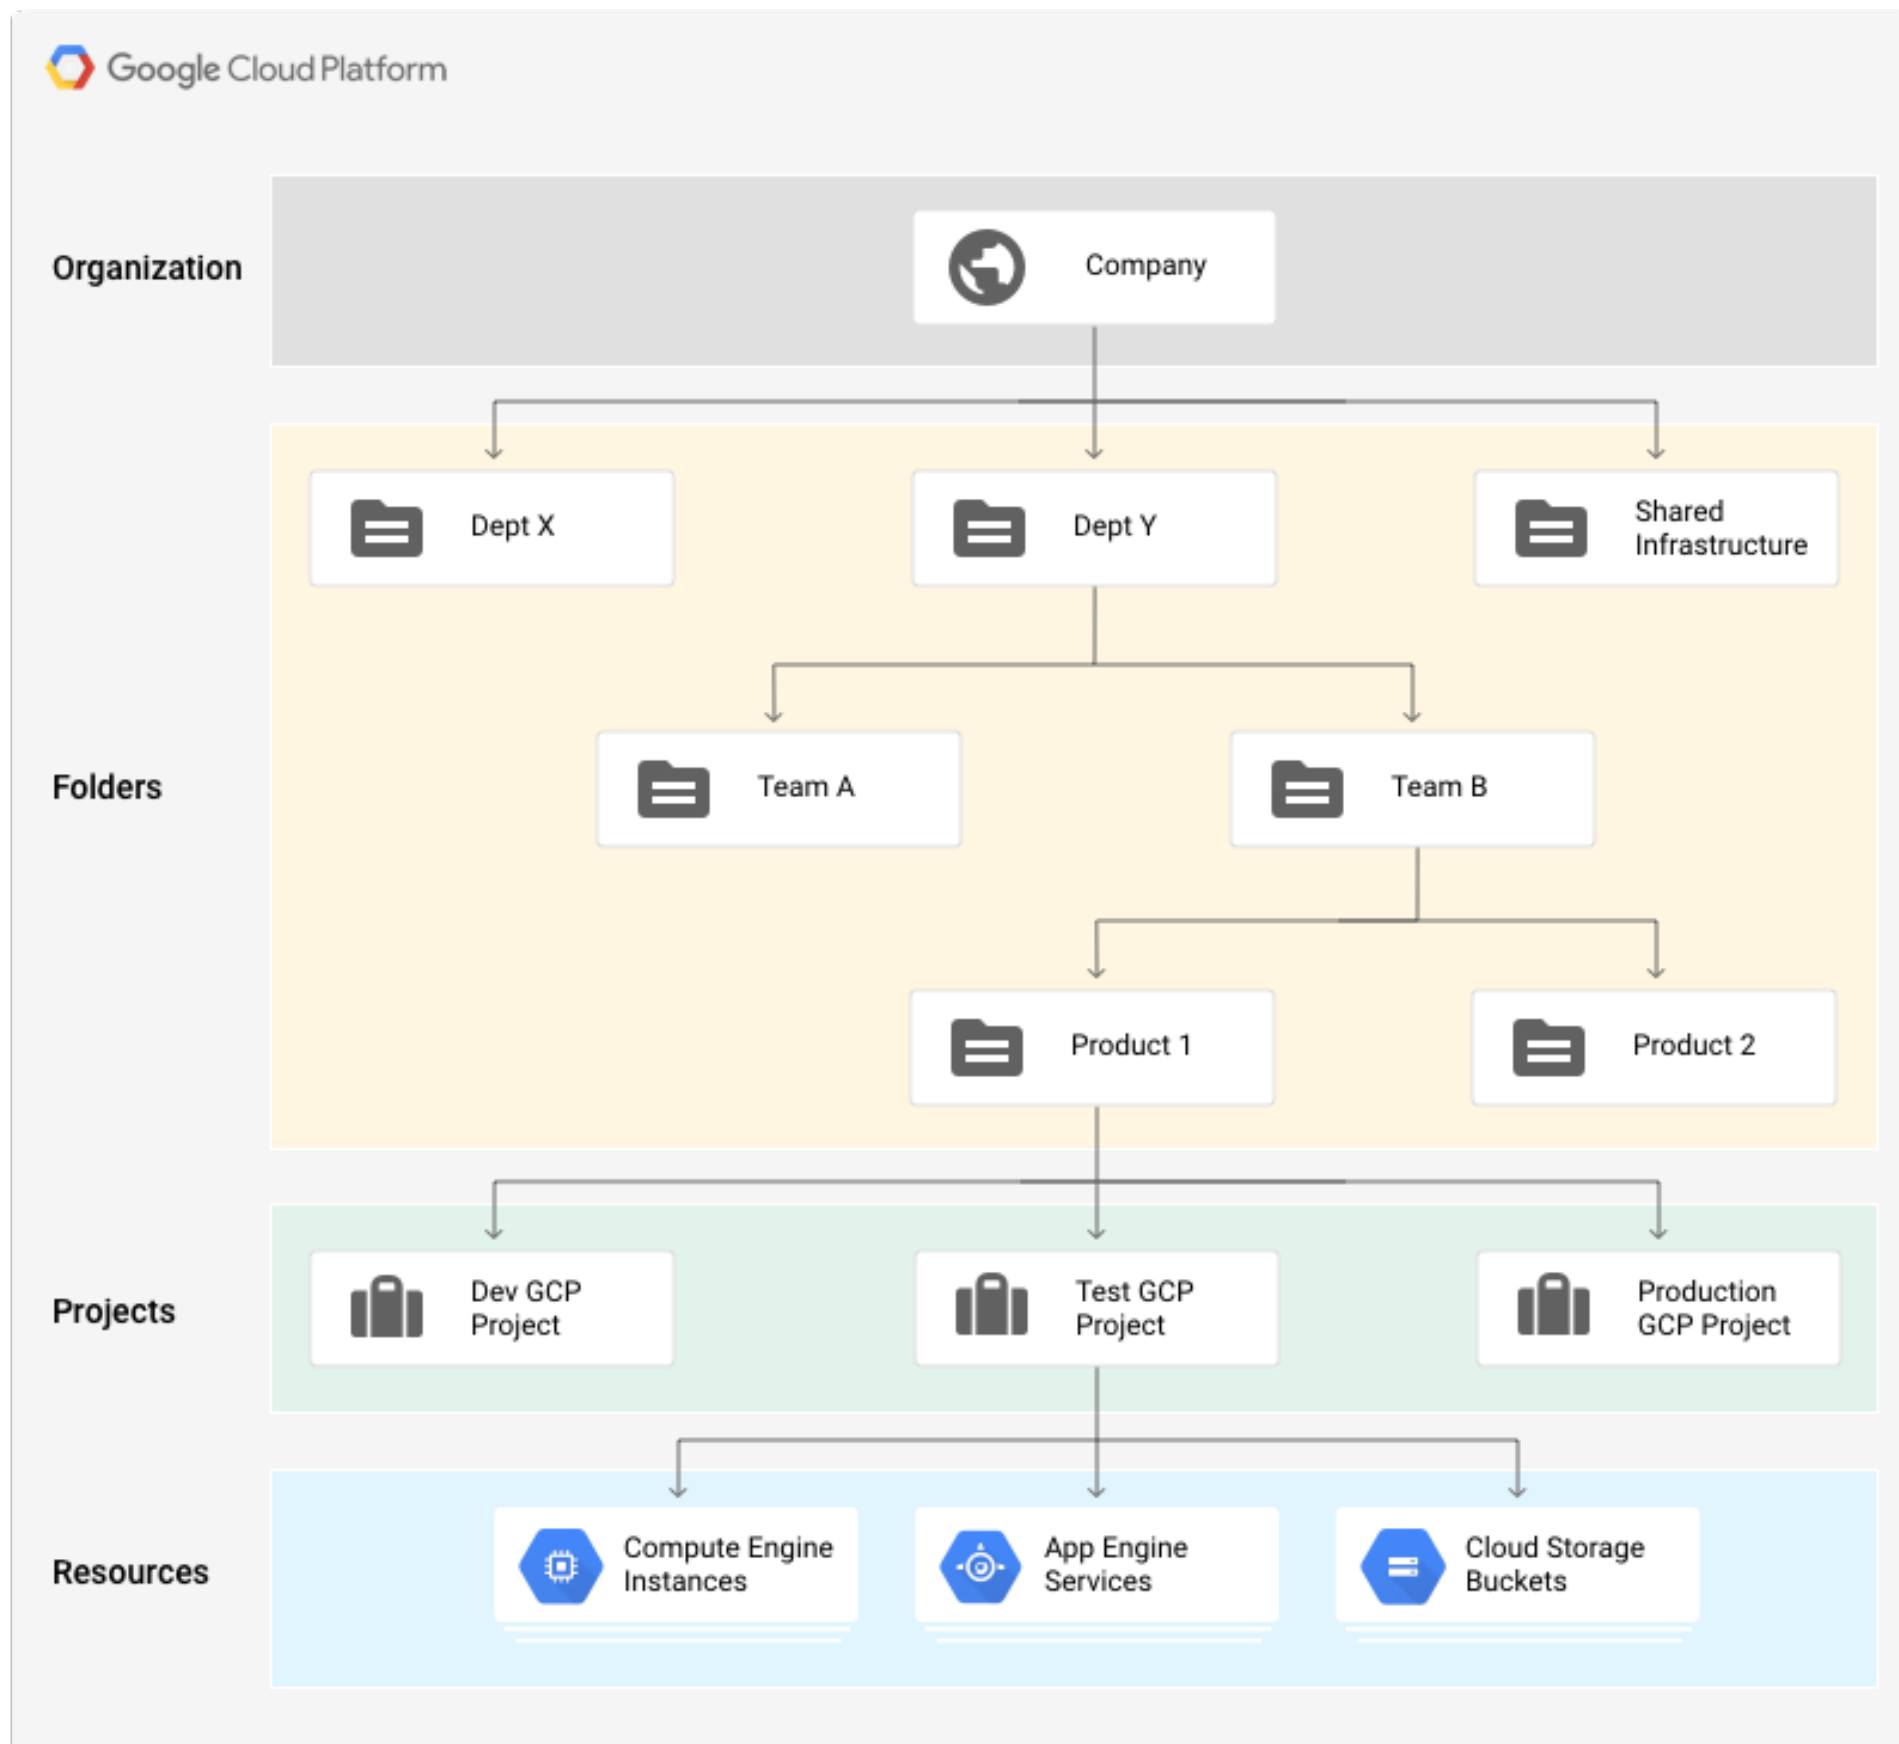 Google Cloud Platform
Organization
Company
Dept X
Dept Y
Shared
Infrastructure
Folders
Team A
Team B
Product 1
Product 2
Projects
Dev GCP
Project
Test GCP
Project
Production
GCP Project
Resources
Compute Engine
Instances
App Engine
Services
Cloud Storage
Buckets